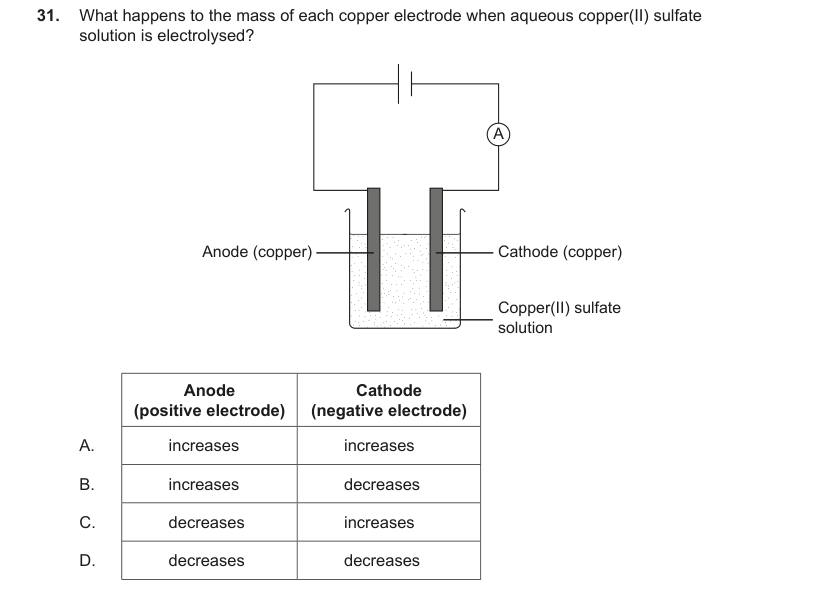 31. What happens to the mass of each copper electrode when aqueous copper(II) sulfate
solution is electrolysed?
A
Anode (copper)
Cathode (copper)
Copper(II) sulfate
solution
Anode
(positive electrode)
Cathode
(negative electrode)
A. increases increases
B. increases decreases
C. decreases increases
D. decreases decreases